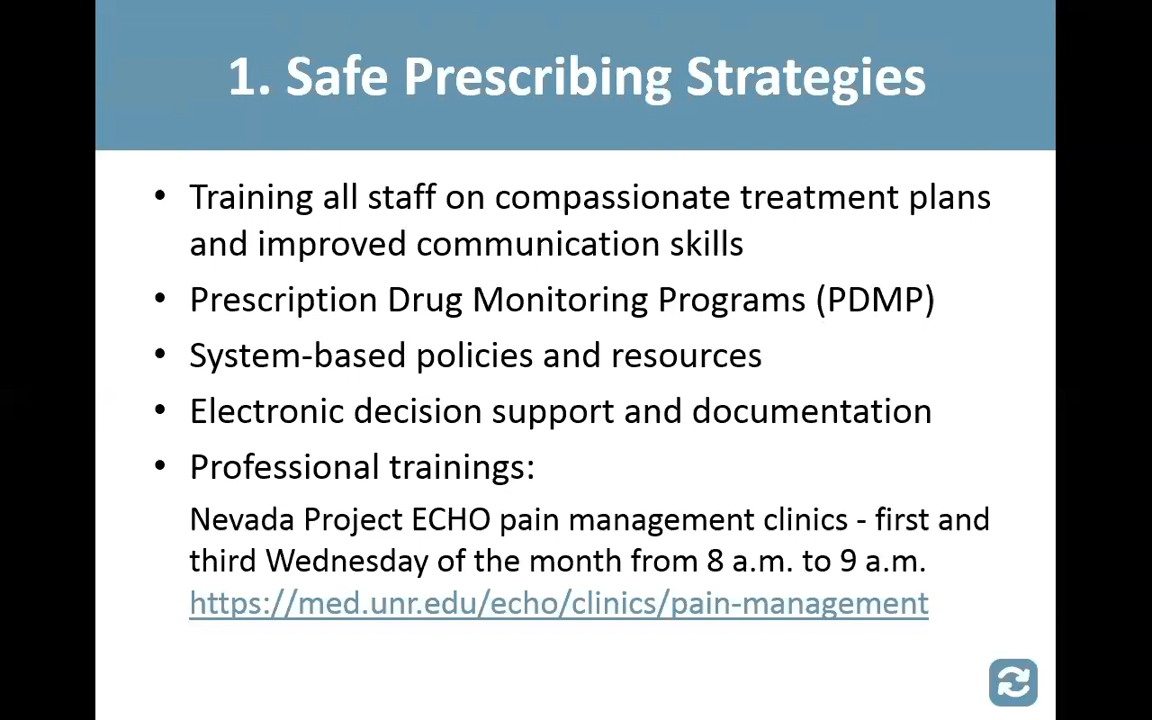 1. Safe Prescribing Strategies
• Training all staff on compassionate treatment plans
and improved communication skills
• Prescription Drug Monitoring Programs (PDMP)
• System-based policies and resources
• Electronic decision support and documentation
• Professional trainings:
Nevada Project ECHO pain management clinics - first and
third Wednesday of the month from 8 a.m. to 9 a.m.
https://med.unr.edu/echo/clinics/pain-management